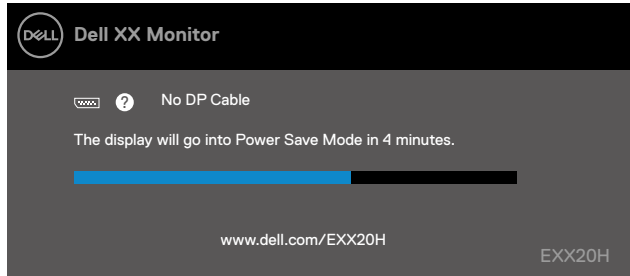 DELL Dell XX Monitor
? No DP Cable
The display will go into Power Save Mode in 4 minutes.
www.dell.com/EXX20H
EXX20H